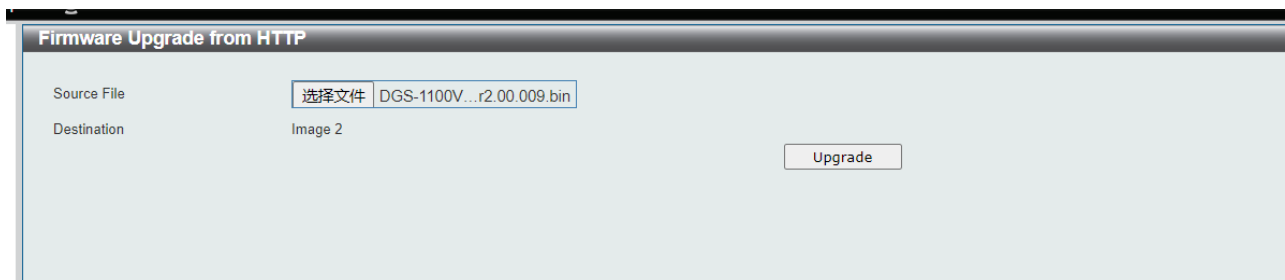 Firmware Upgrade from HTTP
Source File 选择文件 DGS-1100V...r2.00.009.bin
Destination Image 2
Upgrade